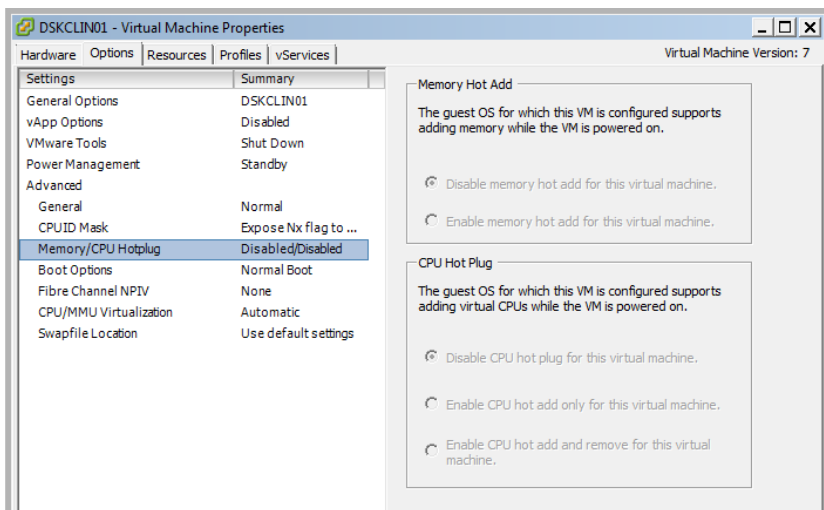 DSKCLIN01 - Virtual Machine Properties
Hardware Options Resources Profiles vServices Virtual Machine Version: 7
Settings Summary
General Options DSKCLIN01
vApp Options Disabled
VMware Tools Shut Down
Power Management Standby
Advanced
General Normal
CPUID Mask Expose Nx flag to ...
Memory/CPU Hotplug Disabled/Disabled
Boot Options Normal Boot
Fibre Channel NPIV None
CPU/MMU Virtualization Automatic
Swapfile Location Use default settings
Memory Hot Add
The guest OS for which this VM is configured supports
adding memory while the VM is powered on.
Disable memory hot add for this virtual machine.
Enable memory hot add for this virtual machine.
CPU Hot Plug
The guest OS for which this VM is configured supports
adding virtual CPUs while the VM is powered on.
Disable CPU hot plug for this virtual machine.
Enable CPU hot add only for this virtual machine.
Enable CPU hot add and remove for this virtual
machine.